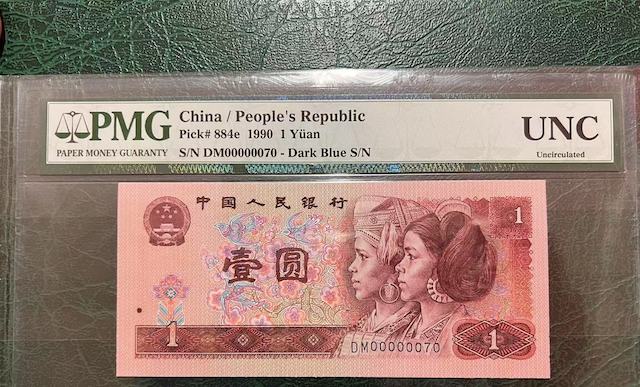 PMG
PAPER MONEY GUARANTY
China / People's Republic
Pick# 884e 1990 1 Yüan
S/N DM00000070 - Dark Blue S/N
UNC
Uncirculated
中国人民银行
1
壹圆
1
1
DM00000070